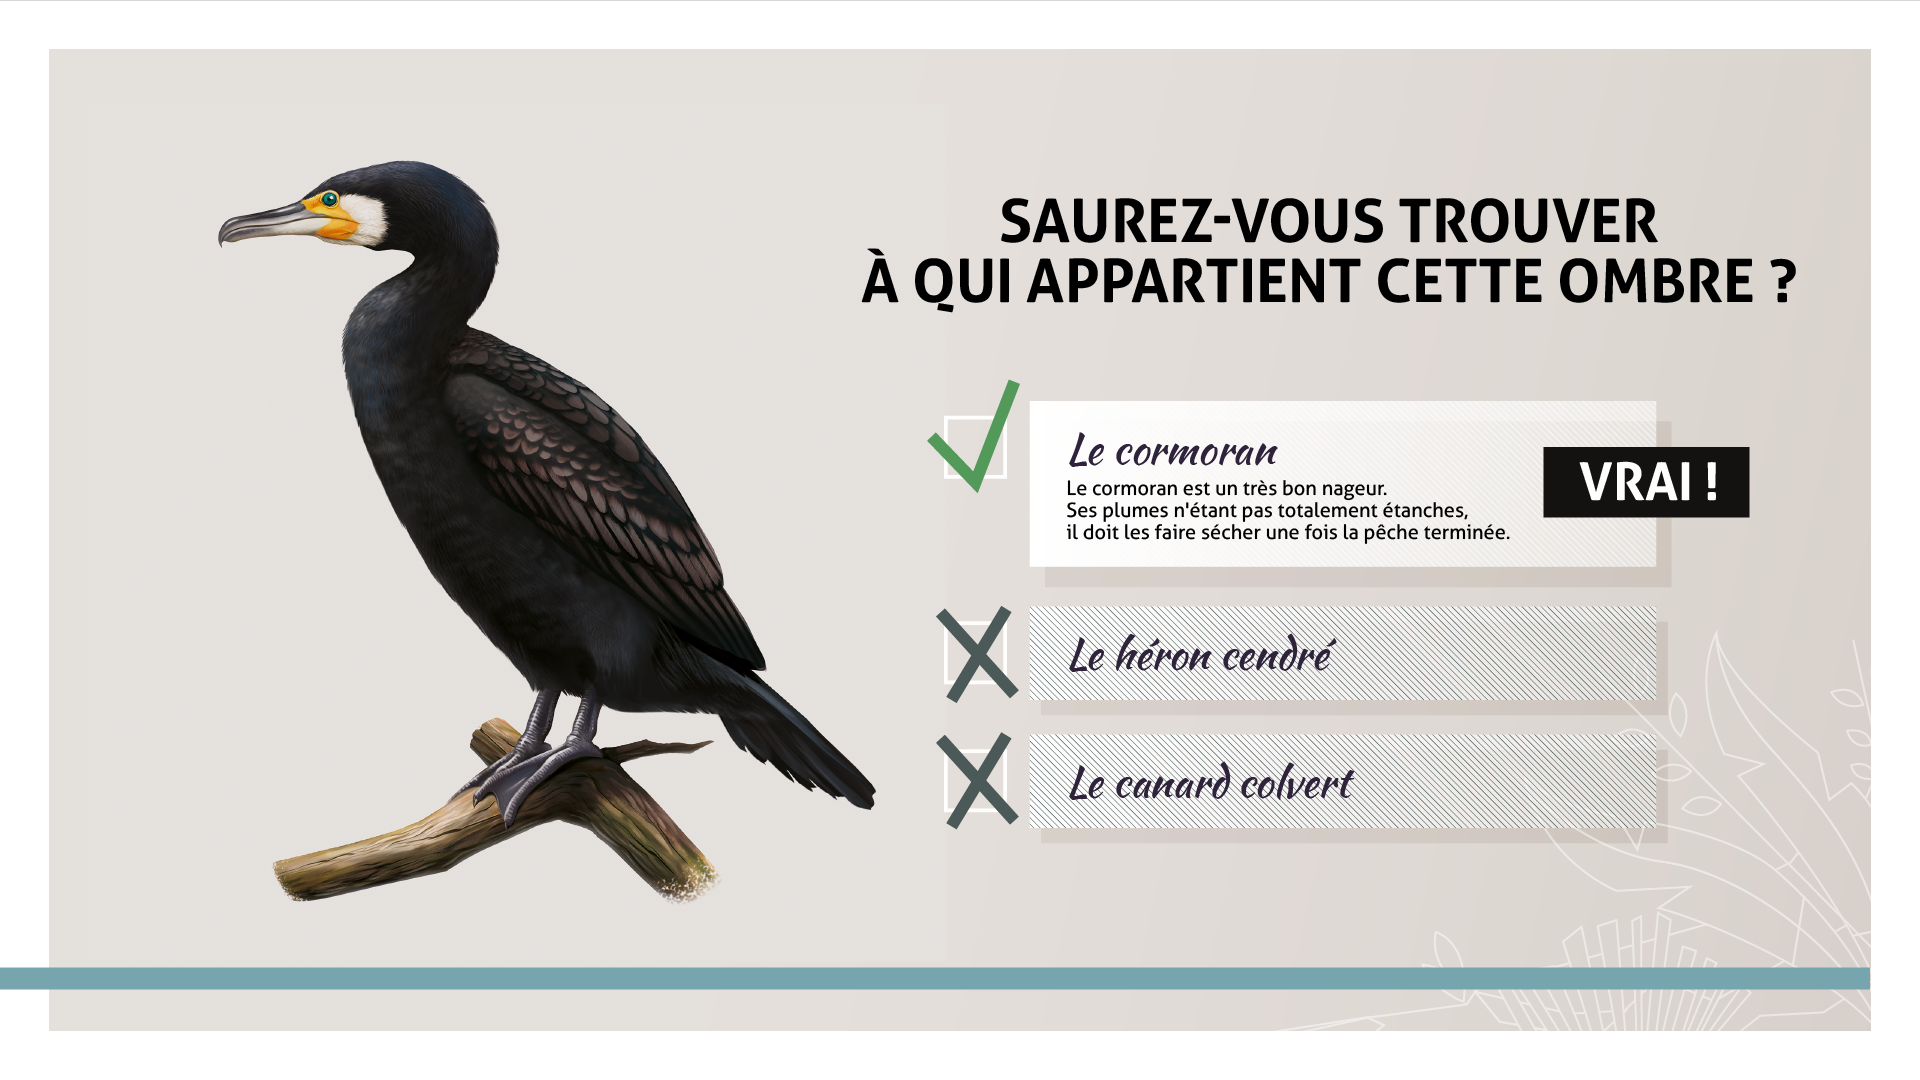 SAUREZ-VOUS TROUVER
À QUI APPARTIENT CETTE OMBRE ?
Le cormoran
Le cormoran est un très bon nageur.
Ses plumes n'étant pas totalement étanches,
il doit les faire sécher une fois la pêche terminée.
VRAI !
Le héron cendré
Le canard colvert